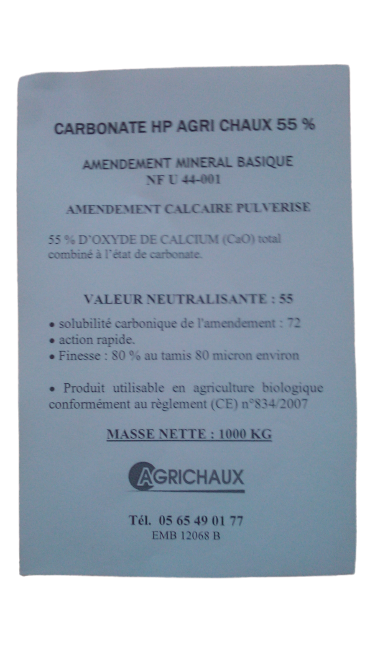 CARBONATE HP AGRI CHAUX 55 %
AMENDEMENT MINERAL BASIQUE
NF U 44-001
AMENDEMENT CALCAIRE PULVERISE
55 % D'OXYDE DE CALCIUM (CaO) total
combiné à l'état de carbonate.
VALEUR NEUTRALISANTE : 55
• solubilité carbonique de l'amendement : 72
• action rapide.
• Finesse : 80 % au tamis 80 micron environ
• Produit utilisable en agriculture biologique
conformément au règlement (CE) n°834/2007
MASSE NETTE : 1000 KG
AGRICHAUX
Tél. 05 65 49 01 77
EMB 12068 B